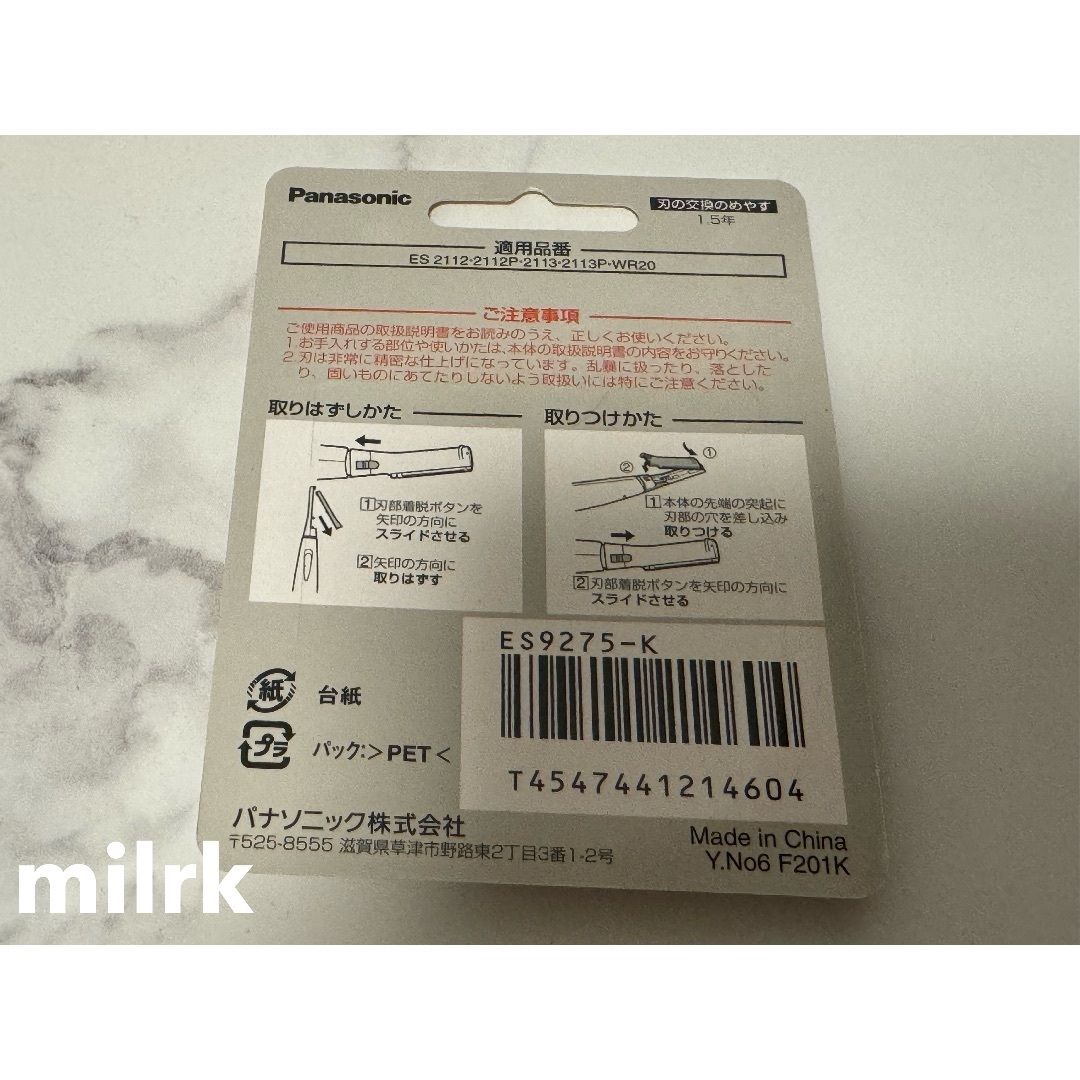 Panasonic
刃の交換のめやす
1.5年
適用品番
ES 2112・2112P・2113・2113P・WR20
ご注意事項
ご使用商品の取扱説明書をお読みのうえ、正しくお使いください。
1.お手入れする部位や使いかたは、本体の取扱説明書の内容をお守りください。
2 刃は非常に精密な仕上げになっています。乱暴に扱ったり、落とした
り、固いものにあてたりしないよう取扱いには特にご注意ください。
取りはずしかた
1 刃部着脱ボタンを
矢印の方向に
スライドさせる
2 矢印の方向に
取りはずす
取りつけかた
①
②
1 本体の先端の突起に
刃部の穴を差し込み
取りつける
2 刃部着脱ボタンを矢印の方向に
スライドさせる
ES9275-K
T4547441214604
紙 台紙
プラ パック:>PET<
パナソニック株式会社
〒525-8555 滋賀県草津市野路東2丁目3番1-2号
Made in China
Y.No6 F201K
milrk